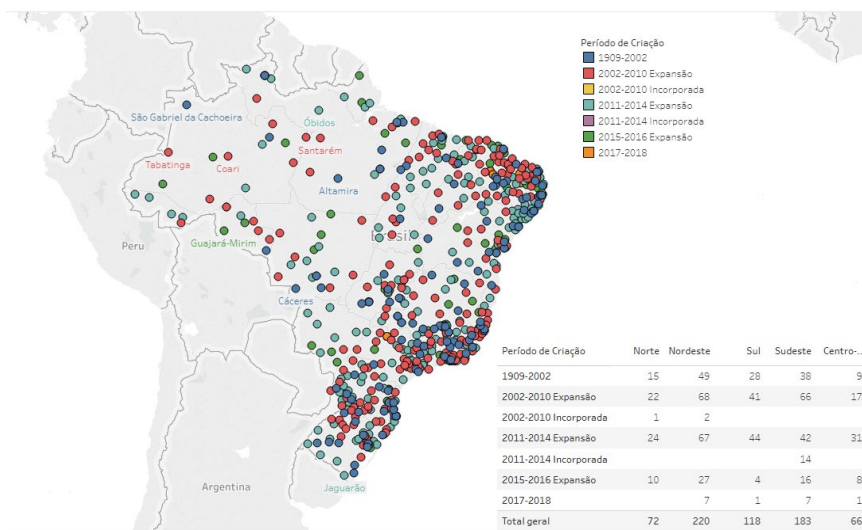 Período de Criação
1909-2002
2002-2010 Expansão
2002-2010 Incorporada
2011-2014 Expansão
2011-2014 Incorporada
2015-2016 Expansão
2017-2018
São Gabriel da Cachoeira
Óbidos
Santarém
Tabatinga
Coari
Altamira
Brasil
Peru
Guajará-Mirim
Cáceres
Argentina
Jaguarão
Período de Criação Norte Nordeste Sul Sudeste Centro-..
1909-2002 15 49 28 38 9
2002-2010 Expansão 22 68 41 66 17
2002-2010 Incorporada 1 2
2011-2014 Expansão 24 67 44 42 31
2011-2014 Incorporada 14
2015-2016 Expansão 10 27 4 16 8
2017-2018 7 1 7 1
Total geral 72 220 118 183 66